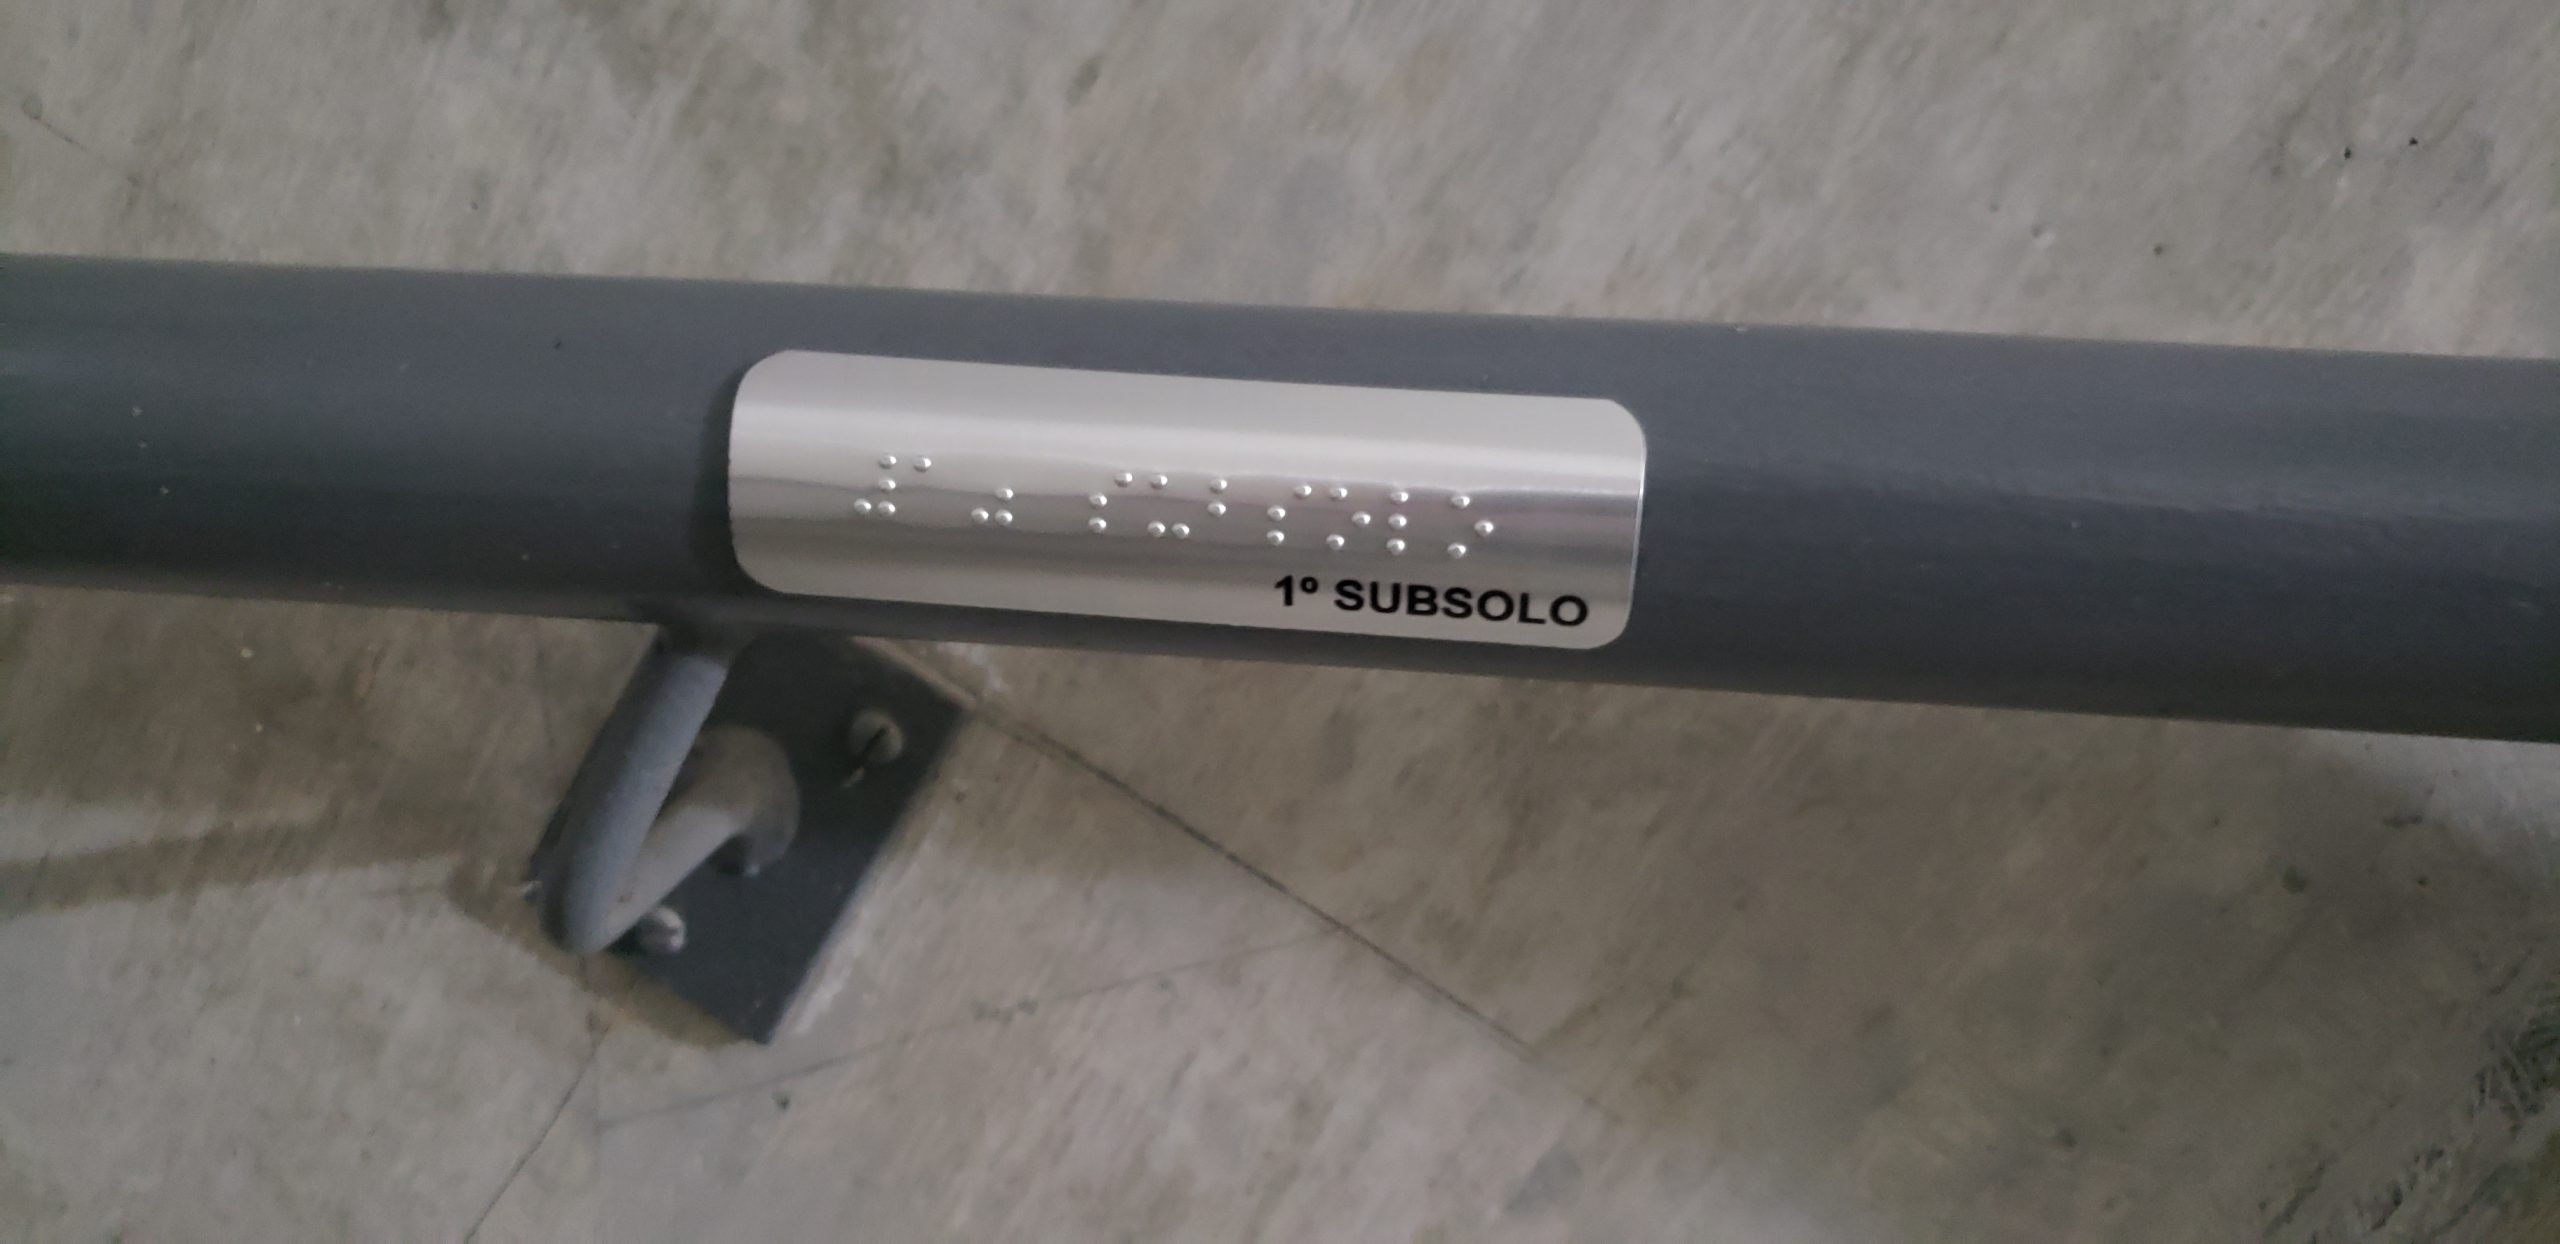 ⠼⠁ ⠴ ⠎⠥⠃⠎⠕⠇⠕
1º SUBSOLO